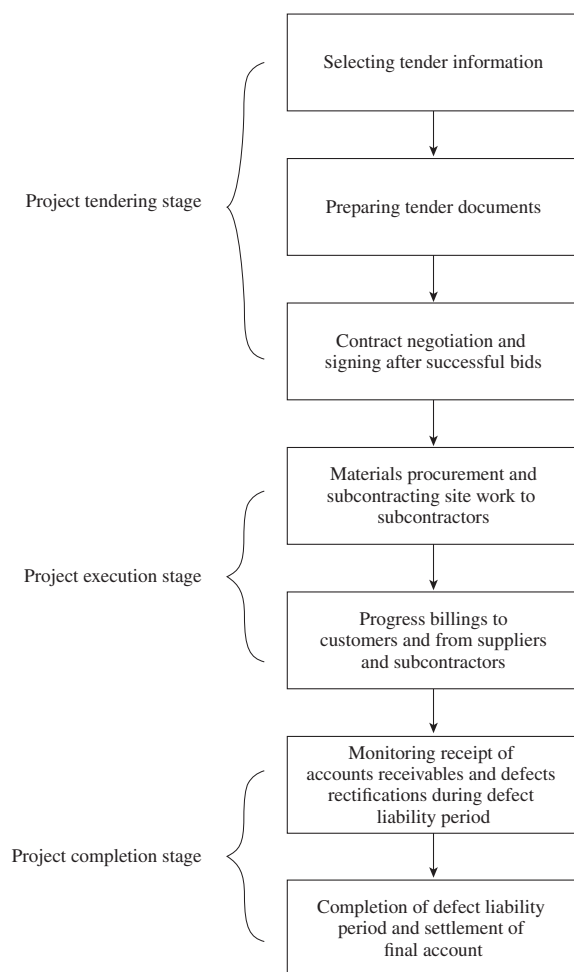 Selecting tender information
Project tendering stage
Preparing tender documents
Contract negotiation and
signing after successful bids
Materials procurement and
subcontracting site work to
subcontractors
Project execution stage
Progress billings to
customers and from suppliers
and subcontractors
Monitoring receipt of
accounts receivables and defects
rectifications during defect
liability period
Project completion stage
Completion of defect liability
period and settlement of
final account